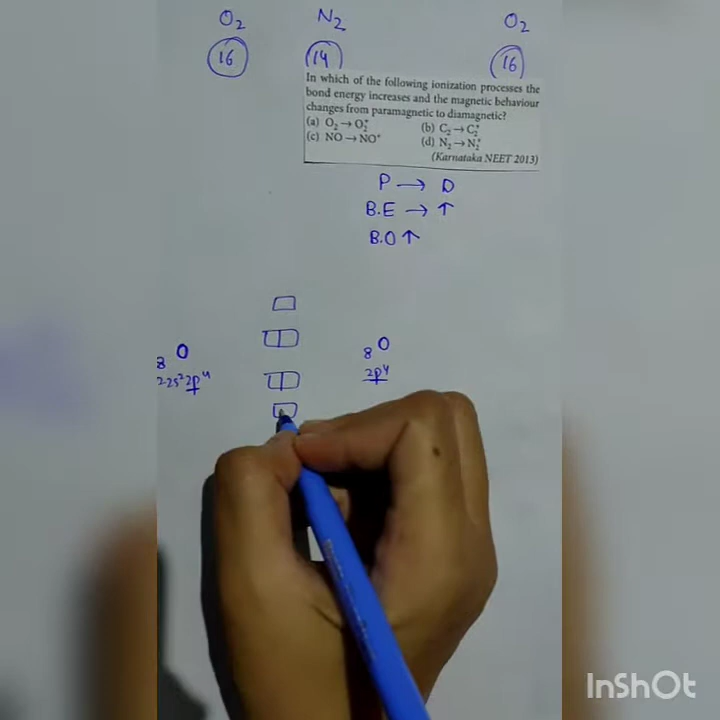 O₂ N₂ O₂
16 14 16
In which of the following ionization processes the
bond energy increases and the magnetic behaviour
changes from paramagnetic to diamagnetic?
(a) O₂ → O₂⁺ (b) C₂ → C₂⁺
(c) NO → NO⁺ (d) N₂ → N₂⁺
(Karnataka NEET 2013)
P → D
B.E → ↑
B.O ↑
₈O ₈O
2s² 2p⁴ 2p⁴
InShOt